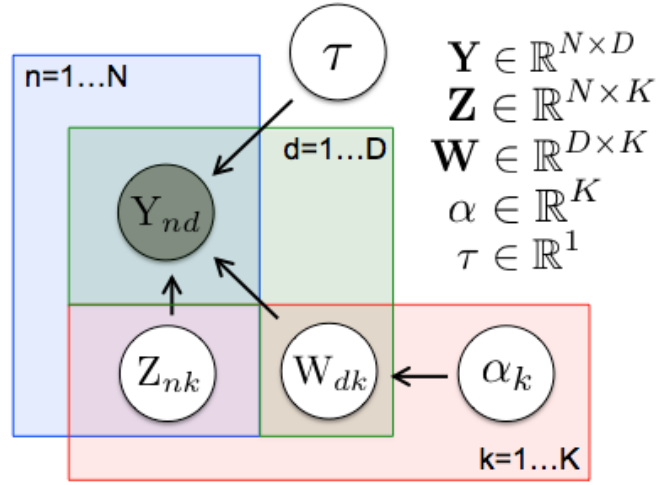 n=1...N
τ
𝐘 ∈ ℝ^{N×D}
𝐙 ∈ ℝ^{N×K}
𝐖 ∈ ℝ^{D×K}
α ∈ ℝ^K
τ ∈ ℝ^1
d=1...D
Y_{nd}
Z_{nk}
W_{dk}
α_k
k=1...K